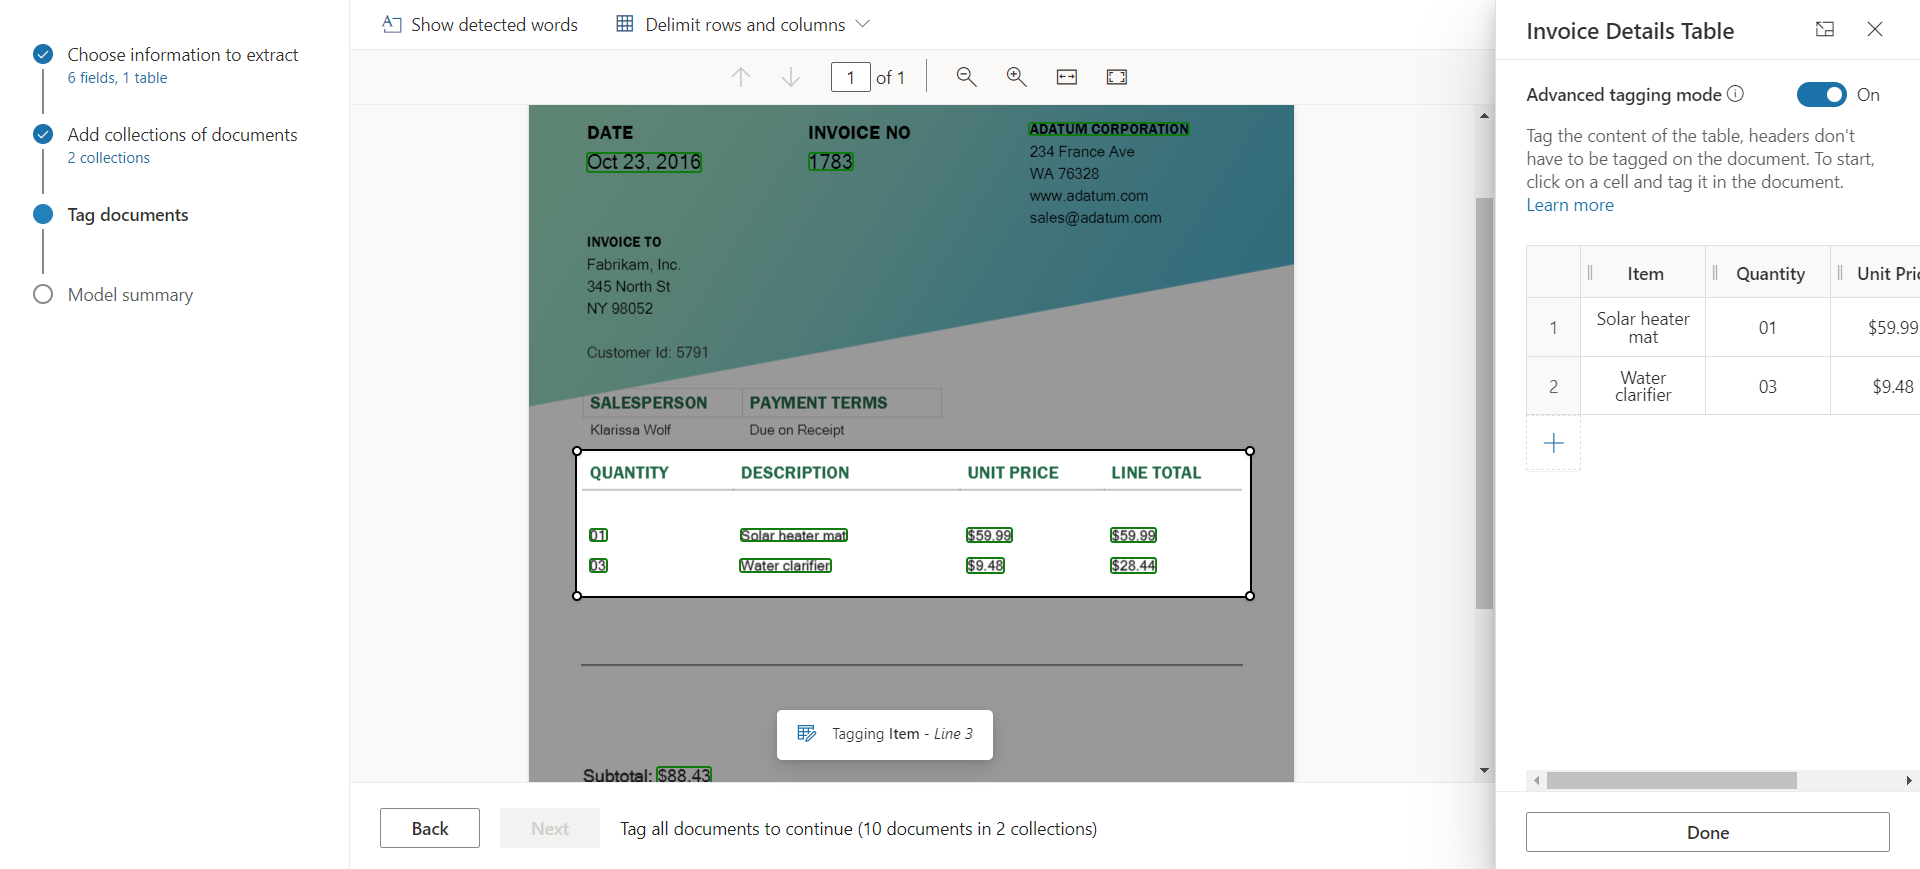 Choose information to extract
6 fields, 1 table
Add collections of documents
2 collections
Tag documents
Model summary
Show detected words
Delimit rows and columns
1 of 1
DATE
Oct 23, 2016
INVOICE NO
1783
ADATUM CORPORATION
234 France Ave
WA 76328
www.adatum.com
sales@adatum.com
INVOICE TO
Fabrikam, Inc.
345 North St
NY 98052
Customer Id: 5791
SALESPERSON PAYMENT TERMS
Klarissa Wolf Due on Receipt
QUANTITY DESCRIPTION UNIT PRICE LINE TOTAL
01 Solar heater mat $59.99 $59.99
03 Water clarifier $9.48 $28.44
Tagging Item - Line 3
Subtotal: $88.43
Back
Next
Tag all documents to continue (10 documents in 2 collections)
Invoice Details Table
Advanced tagging mode
On
Tag the content of the table, headers don't
have to be tagged on the document. To start,
click on a cell and tag it in the document.
Learn more
Item Quantity Unit Pric
1 Solar heater mat 01 $59.99
2 Water clarifier 03 $9.48
Done